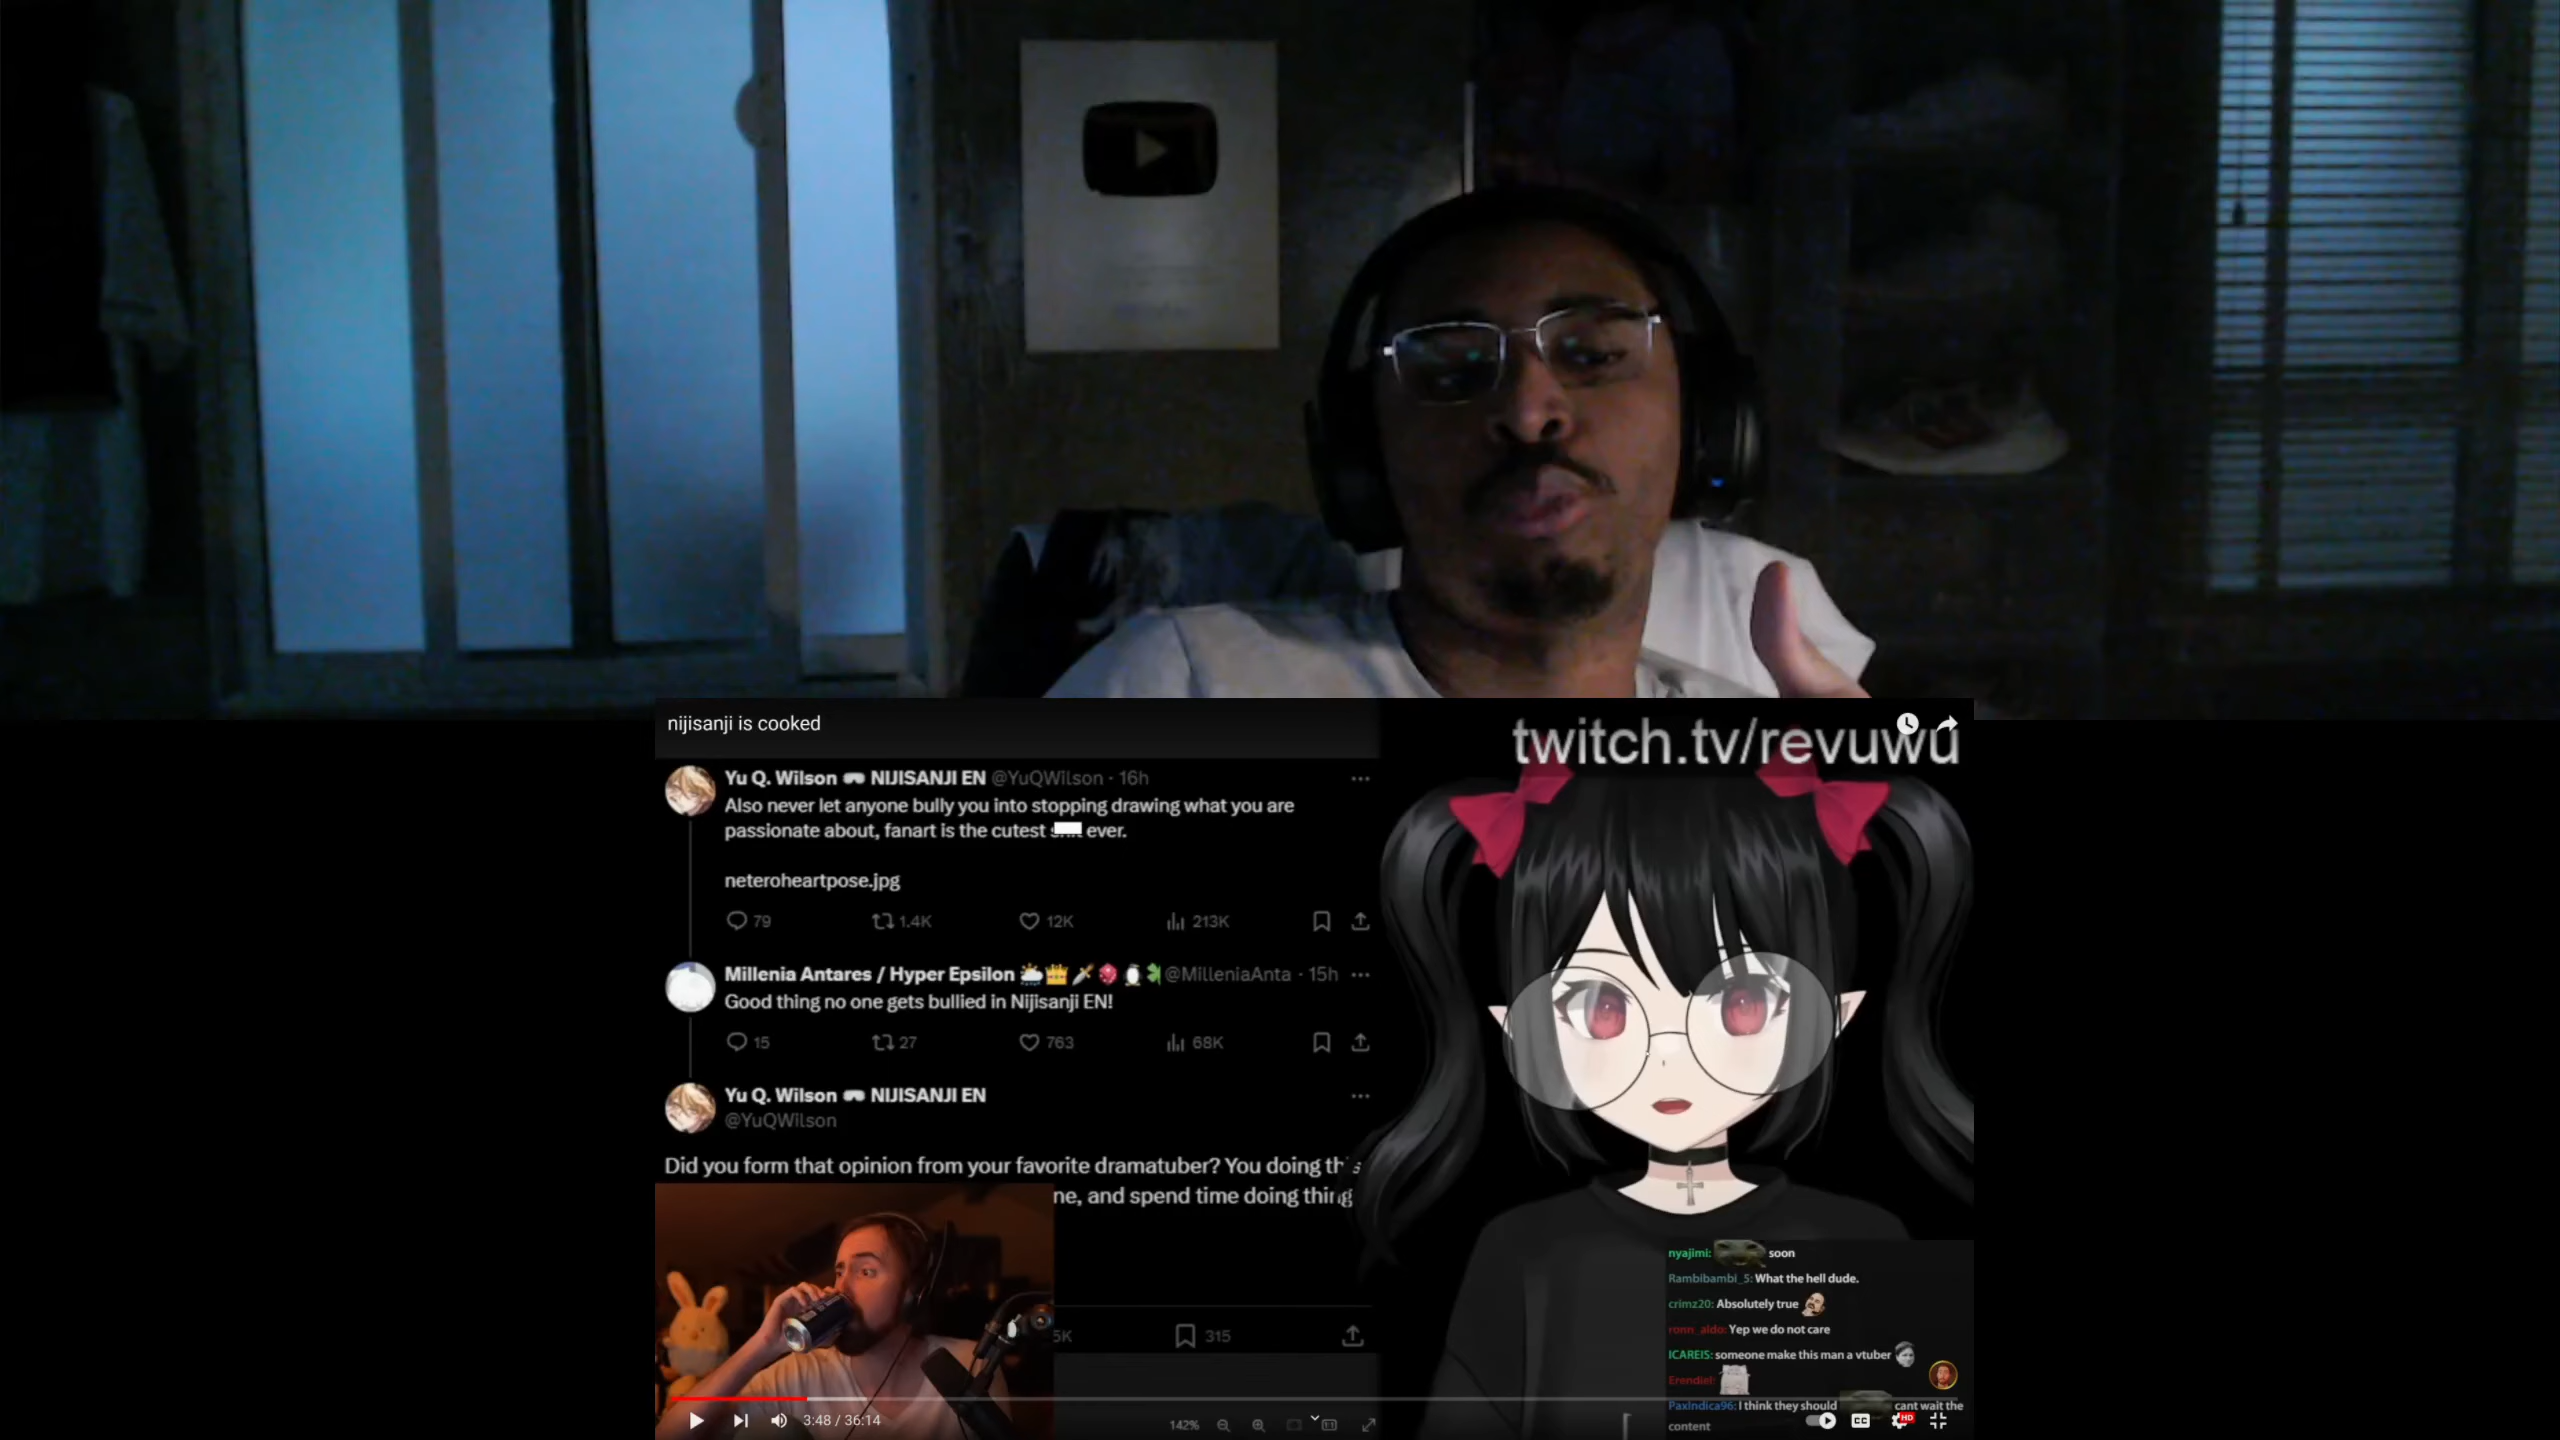 nijisanji is cooked
twitch.tv/revuwu
Yu Q. Wilson NIJISANJI EN @YuQWilson · 16h
Also never let anyone bully you into stopping drawing what you are
passionate about, fanart is the cutest ever.
neteroheartpose.jpg
79 1.4K 12K 213K
Millenia Antares / Hyper Epsilon @MilleniaAnta · 15h
Good thing no one gets bullied in Nijisanji EN!
15 27 763 68K
Yu Q. Wilson NIJISANJI EN
@YuQWilson
Did you form that opinion from your favorite dramatuber? You doing this
ne, and spend time doing thing
5K 315
nyajimi: soon
Rambibambi_5: What the hell dude.
crimz20: Absolutely true
ronn_aldo: Yep we do not care
ICAREIS: someone make this man a vtuber
Erendiel:
PaxIndica96: I think they should cant wait the
content
3:48 / 36:14
142%
CC
HD